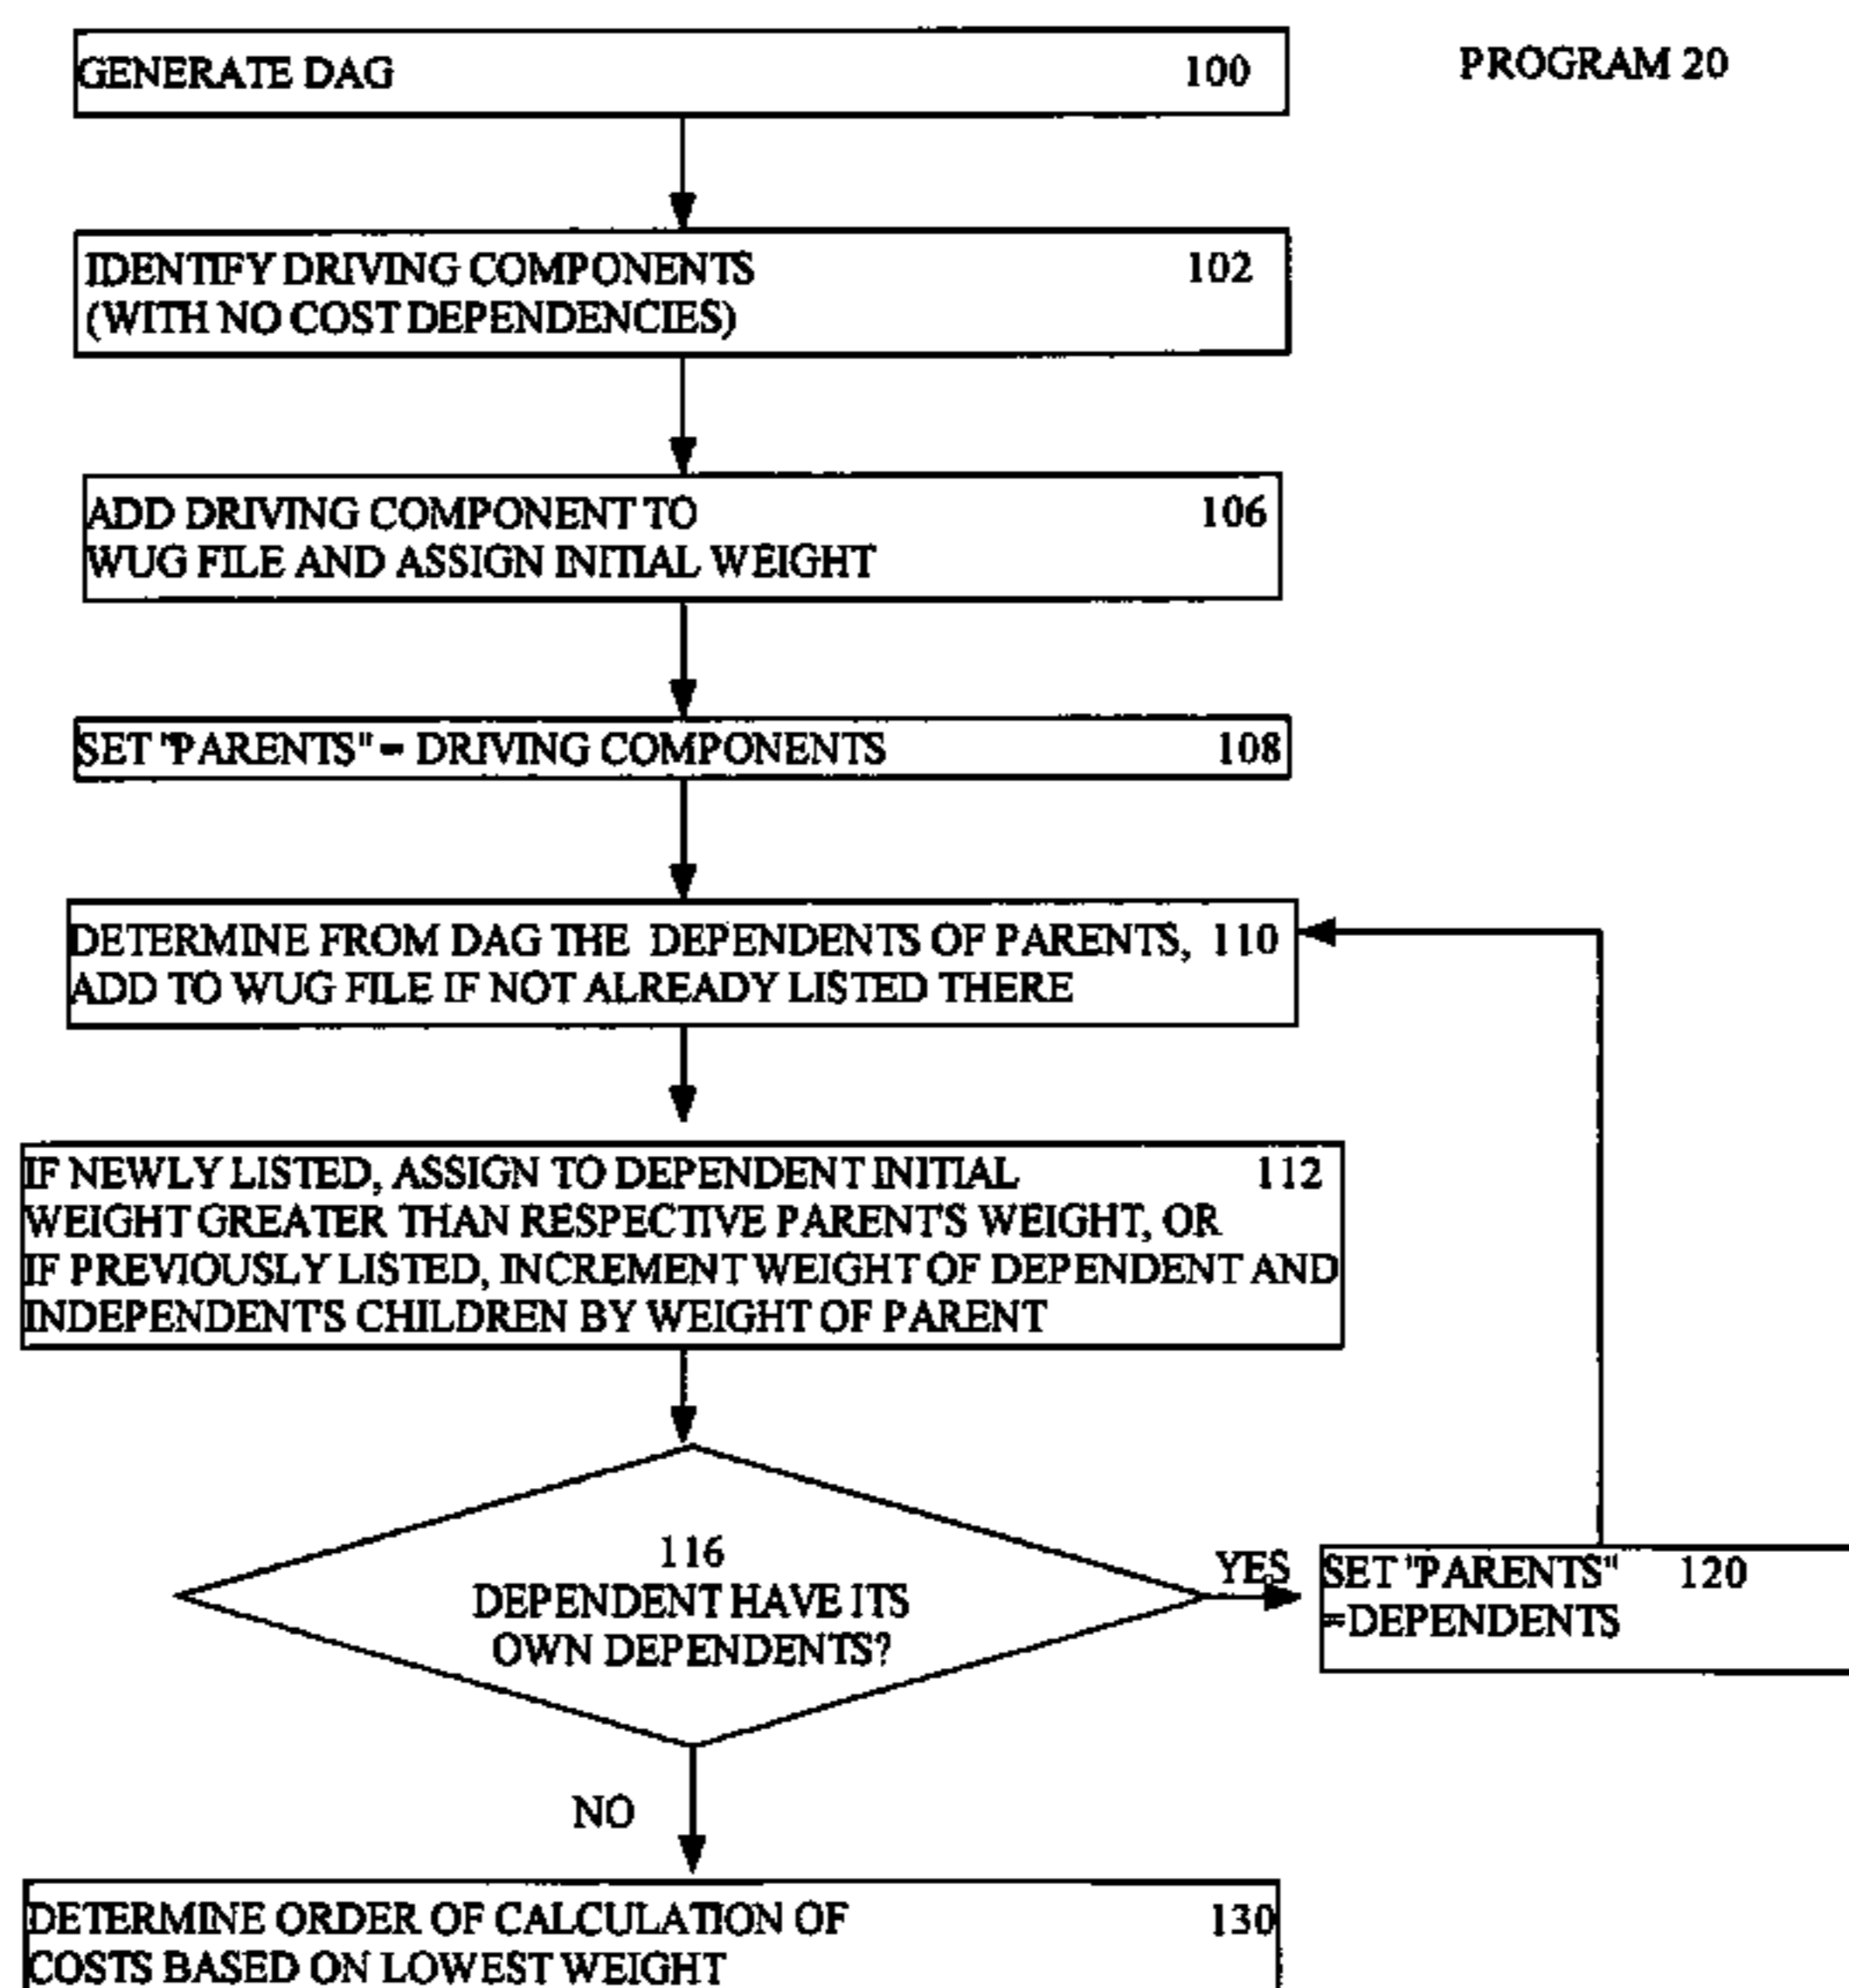 GENERATE DAG 100
PROGRAM 20
IDENTIFY DRIVING COMPONENTS 102
(WITH NO COST DEPENDENCIES)
ADD DRIVING COMPONENT TO 106
WUG FILE AND ASSIGN INITIAL WEIGHT
SET "PARENTS" = DRIVING COMPONENTS 108
DETERMINE FROM DAG THE DEPENDENTS OF PARENTS, 110
ADD TO WUG FILE IF NOT ALREADY LISTED THERE
IF NEWLY LISTED, ASSIGN TO DEPENDENT INITIAL 112
WEIGHT GREATER THAN RESPECTIVE PARENT'S WEIGHT, OR
IF PREVIOUSLY LISTED, INCREMENT WEIGHT OF DEPENDENT AND
INDEPENDENT'S CHILDREN BY WEIGHT OF PARENT
116
DEPENDENT HAVE ITS
OWN DEPENDENTS?
YES
SET "PARENTS" 120
=DEPENDENTS
NO
DETERMINE ORDER OF CALCULATION OF 130
COSTS BASED ON LOWEST WEIGHT